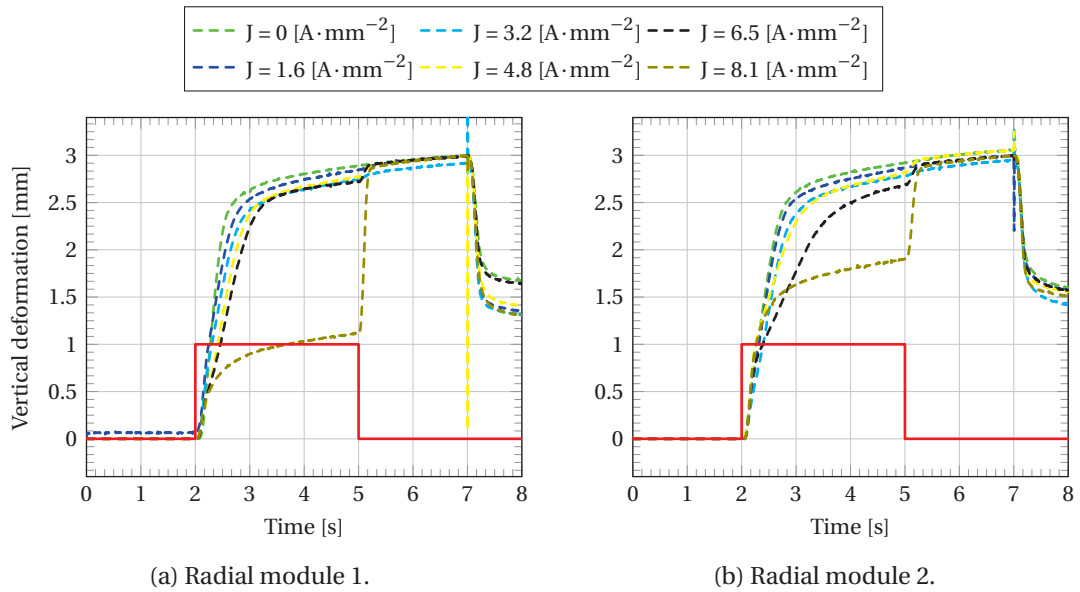 J = 0 [A·mm⁻²] J = 3.2 [A·mm⁻²] J = 6.5 [A·mm⁻²]
J = 1.6 [A·mm⁻²] J = 4.8 [A·mm⁻²] J = 8.1 [A·mm⁻²]
Vertical deformation [mm]
3
2.5
2
1.5
1
0.5
0
0 1 2 3 4 5 6 7 8
Time [s]
(a) Radial module 1.
3
2.5
2
1.5
1
0.5
0
0 1 2 3 4 5 6 7 8
Time [s]
(b) Radial module 2.